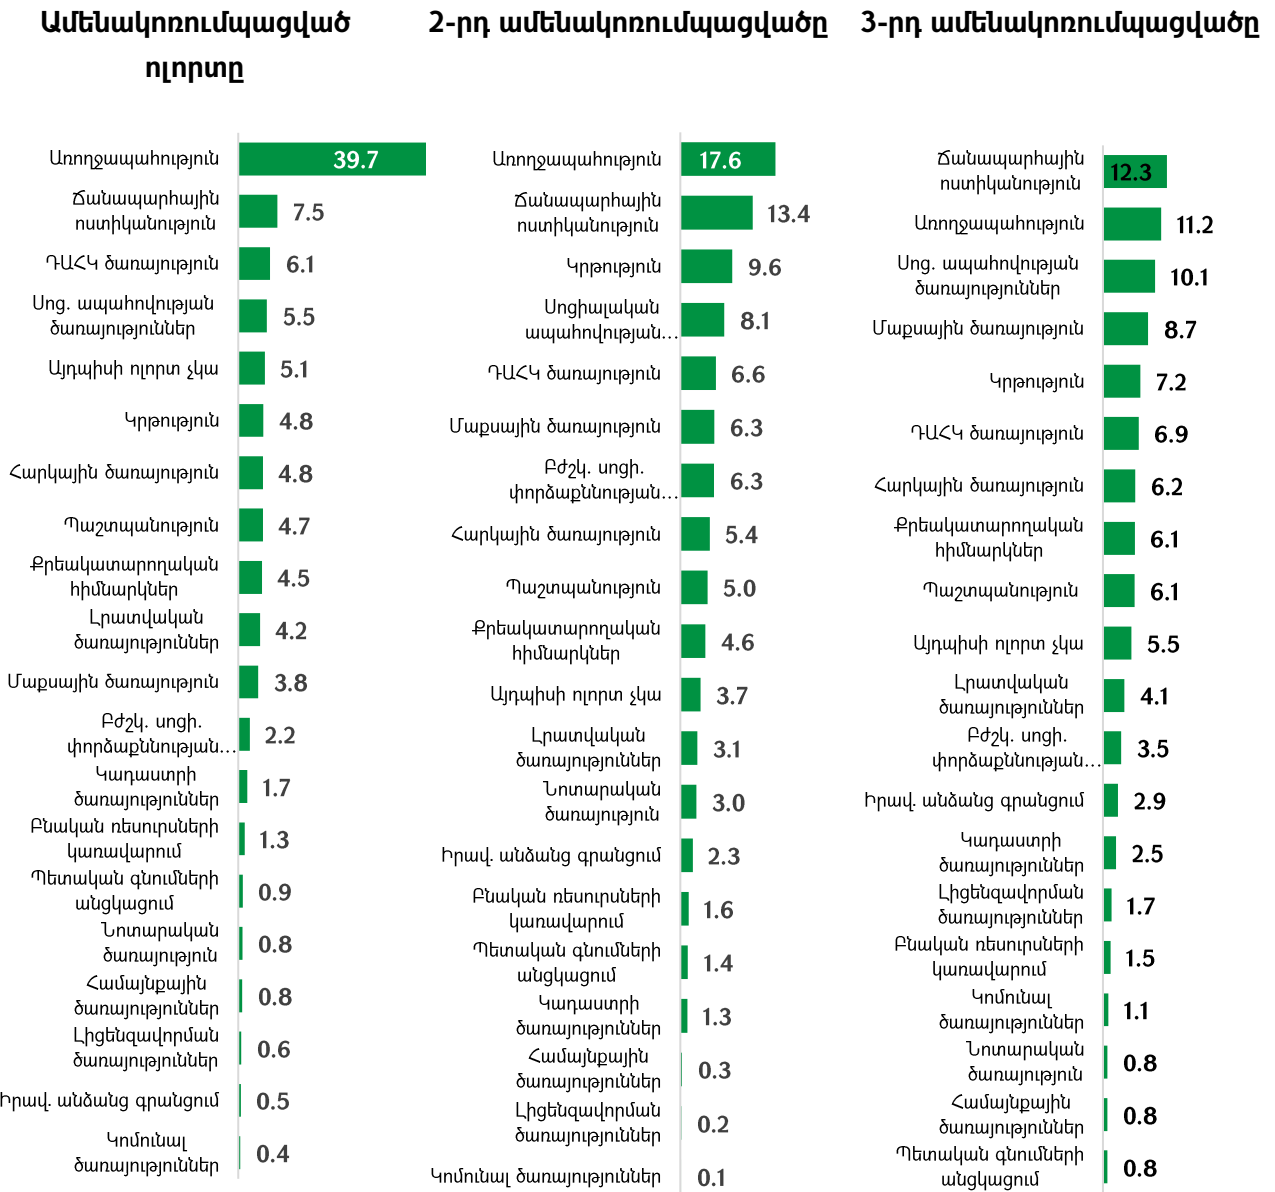 Ամենակոռումպացված
ոլորտը
Առողջապահություն
39.7
Ճանապարհային
ոստիկանություն
7.5
ԴԱՀԿ ծառայություն
6.1
Սոց. ապահովության
ծառայություններ
5.5
Այդպիսի ոլորտ չկա
5.1
Կրթություն
4.8
Հարկային ծառայություն
4.8
Պաշտպանություն
4.7
Քրեակատարողական
հիմնարկներ
4.5
Լրատվական
ծառայություններ
4.2
Մաքսային ծառայություն
3.8
Բժշկ. սոցի.
փորձաքննության...
2.2
Կադաստրի
ծառայություններ
1.7
Բնական ռեսուրսների
կառավարում
1.3
Պետական գնումների
անցկացում
0.9
Նոտարական
ծառայություն
0.8
Համայնքային
ծառայություններ
0.8
Լիցենզավորման
ծառայություններ
0.6
Իրավ. անձանց գրանցում
0.5
Կոմունալ
ծառայություններ
0.4
2-րդ ամենակոռումպացվածը
Առողջապահություն
17.6
Ճանապարհային
ոստիկանություն
13.4
Կրթություն
9.6
Սոցիալական
ապահովության...
8.1
ԴԱՀԿ ծառայություն
6.6
Մաքսային ծառայություն
6.3
Բժշկ. սոցի.
փորձաքննության...
6.3
Հարկային ծառայություն
5.4
Պաշտպանություն
5.0
Քրեակատարողական
հիմնարկներ
4.6
Այդպիսի ոլորտ չկա
3.7
Լրատվական
ծառայություններ
3.1
Նոտարական
ծառայություն
3.0
Իրավ. անձանց գրանցում
2.3
Բնական ռեսուրսների
կառավարում
1.6
Պետական գնումների
անցկացում
1.4
Կադաստրի
ծառայություններ
1.3
Համայնքային
ծառայություններ
0.3
Լիցենզավորման
ծառայություններ
0.2
Կոմունալ ծառայություններ
0.1
3-րդ ամենակոռումպացվածը
Ճանապարհային
ոստիկանություն
12.3
Առողջապահություն
11.2
Սոց. ապահովության
ծառայություններ
10.1
Մաքսային ծառայություն
8.7
Կրթություն
7.2
ԴԱՀԿ ծառայություն
6.9
Հարկային ծառայություն
6.2
Քրեակատարողական
հիմնարկներ
6.1
Պաշտպանություն
6.1
Այդպիսի ոլորտ չկա
5.5
Լրատվական
ծառայություններ
4.1
Բժշկ. սոցի.
փորձաքննության...
3.5
Իրավ. անձանց գրանցում
2.9
Կադաստրի
ծառայություններ
2.5
Լիցենզավորման
ծառայություններ
1.7
Բնական ռեսուրսների
կառավարում
1.5
Կոմունալ
ծառայություններ
1.1
Նոտարական
ծառայություն
0.8
Համայնքային
ծառայություններ
0.8
Պետական գնումների
անցկացում
0.8